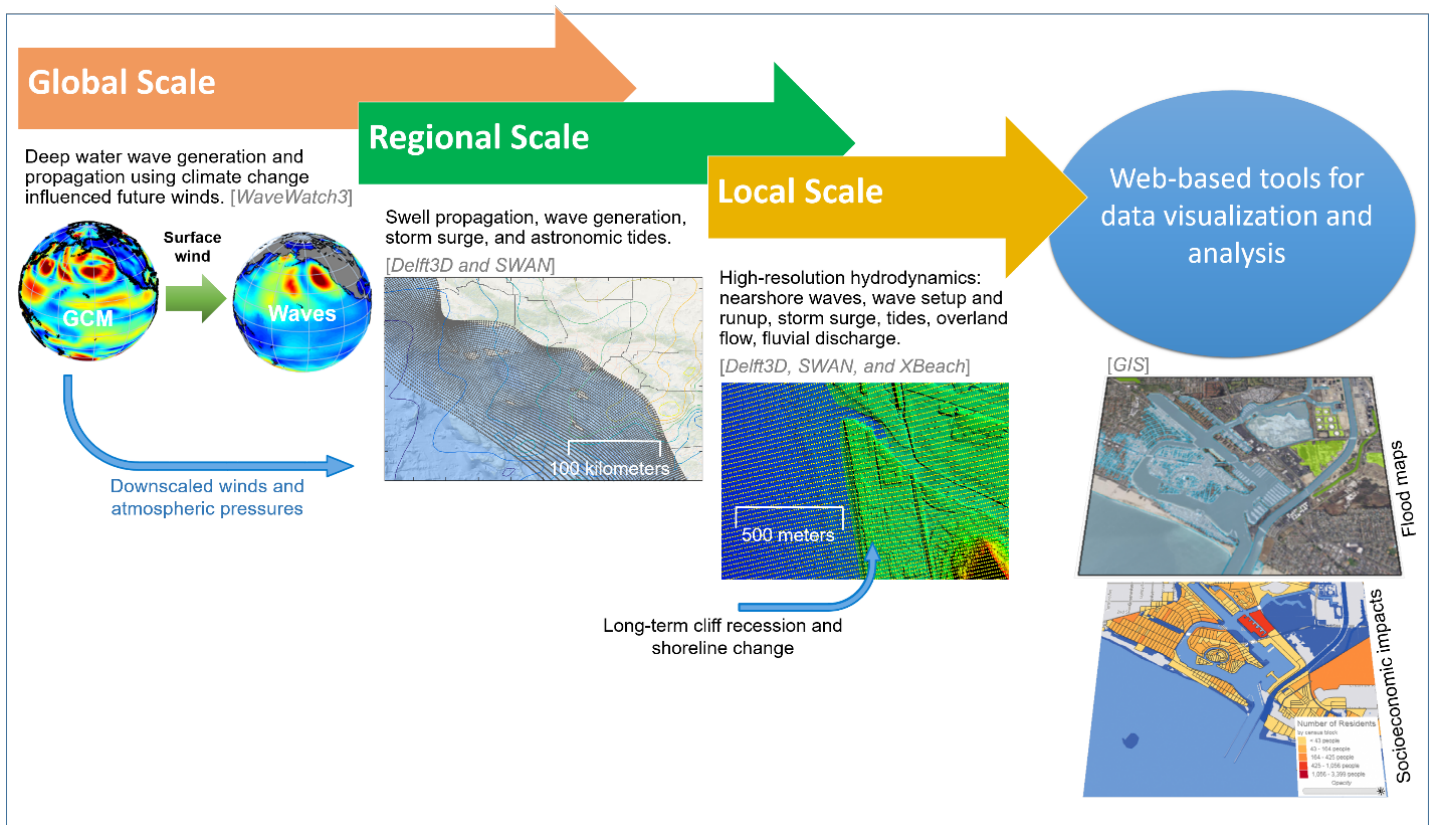 Global Scale
Deep water wave generation and
propagation using climate change
influenced future winds. [WaveWatch3]
Surface
wind
GCM
Waves
Downscaled winds and
atmospheric pressures
Regional Scale
Swell propagation, wave generation,
storm surge, and astronomic tides.
[Delft3D and SWAN]
100 kilometers
Local Scale
High-resolution hydrodynamics:
nearshore waves, wave setup and
runup, storm surge, tides, overland
flow, fluvial discharge.
[Delft3D, SWAN, and XBeach]
500 meters
Long-term cliff recession and
shoreline change
Web-based tools for
data visualization and
analysis
[GIS]
Flood maps
Socioeconomic impacts
Number of Residents
by census block
< 43 people
43 - 164 people
164 - 425 people
425 - 1,056 people
1,056 - 3,399 people
Opacity